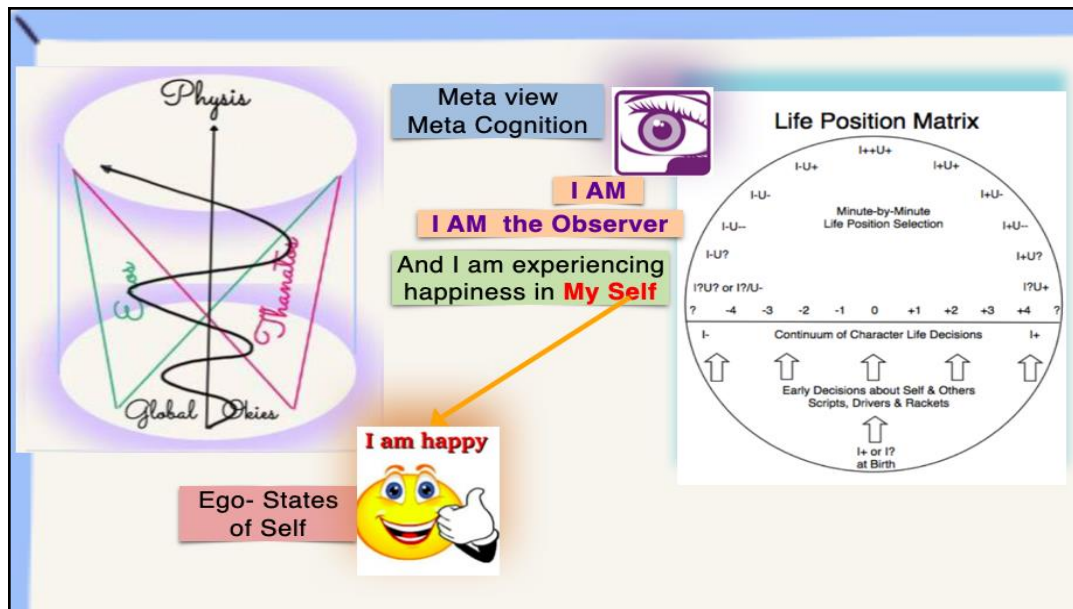 Physis
Eros
Thanatos
Global Okies
Meta view
Meta Cognition
I AM
I AM the Observer
And I am experiencing
happiness in My Self
I am happy
Ego- States
of Self
Life Position Matrix
I++U+
I-U+
I+U+
I-U-
I+U-
Minute-by-Minute
Life Position Selection
I-U--
I+U--
I-U?
I+U?
I?U? or I?/U-
I?U+
? -4 -3 -2 -1 0 +1 +2 +3 +4 ?
I- Continuum of Character Life Decisions I+
Early Decisions about Self & Others
Scripts, Drivers & Rackets
I+ or I?
at Birth